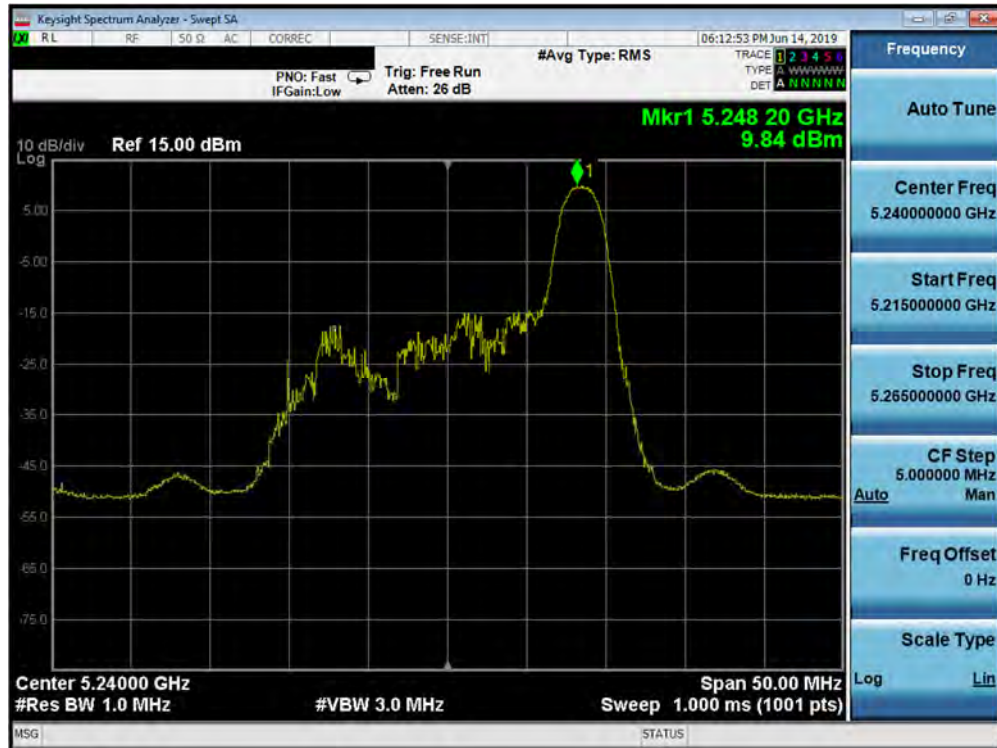 Keysight Spectrum Analyzer - Swept SA
RL RF 50 Ω AC CORREC SENSE:INT 06:12:53 PM Jun 14, 2019
#Avg Type: RMS TRACE 1 2 3 4 5 6
PNO: Fast Trig: Free Run TYPE A WWWWW
IFGain:Low Atten: 26 dB DET A N N N N N
Mkr1 5.248 20 GHz
9.84 dBm
10 dB/div Ref 15.00 dBm
Log
1
5.00
-5.00
-15.0
-25.0
-35.0
-45.0
-55.0
-65.0
-75.0
Center 5.24000 GHz Span 50.00 MHz
#Res BW 1.0 MHz #VBW 3.0 MHz Sweep 1.000 ms (1001 pts)
MSG STATUS
Frequency
Auto Tune
Center Freq
5.240000000 GHz
Start Freq
5.215000000 GHz
Stop Freq
5.265000000 GHz
CF Step
5.000000 MHz
Auto Man
Freq Offset
0 Hz
Scale Type
Log Lin